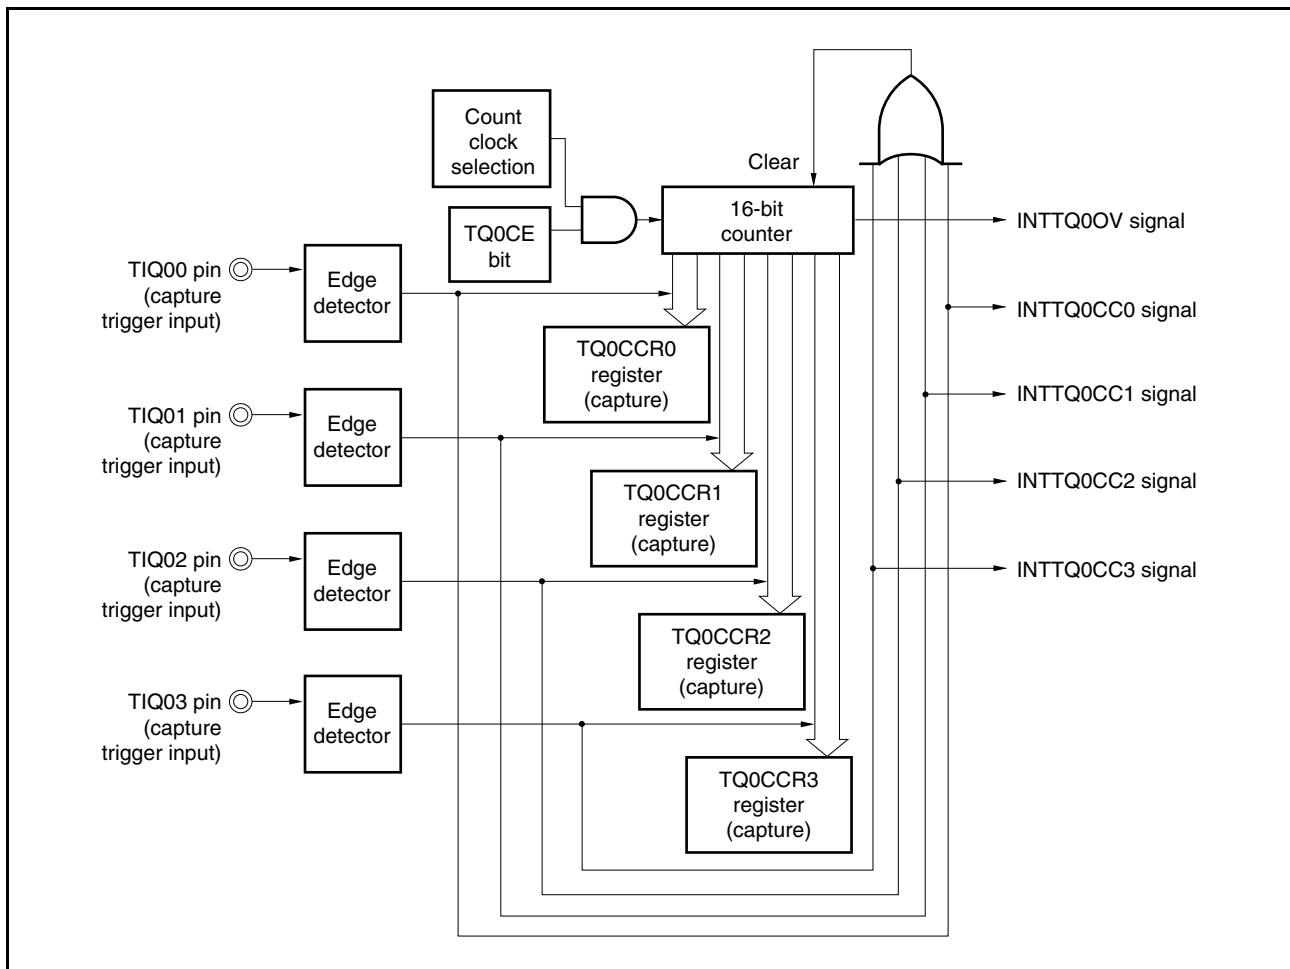 Count
clock
selection
Clear
TQ0CE
bit
16-bit
counter
INTTQ0OV signal
TIQ00 pin
(capture
trigger input)
Edge
detector
INTTQ0CC0 signal
TQ0CCR0
register
(capture)
TIQ01 pin
(capture
trigger input)
Edge
detector
INTTQ0CC1 signal
TQ0CCR1
register
(capture)
INTTQ0CC2 signal
TIQ02 pin
(capture
trigger input)
Edge
detector
INTTQ0CC3 signal
TQ0CCR2
register
(capture)
TIQ03 pin
(capture
trigger input)
Edge
detector
TQ0CCR3
register
(capture)